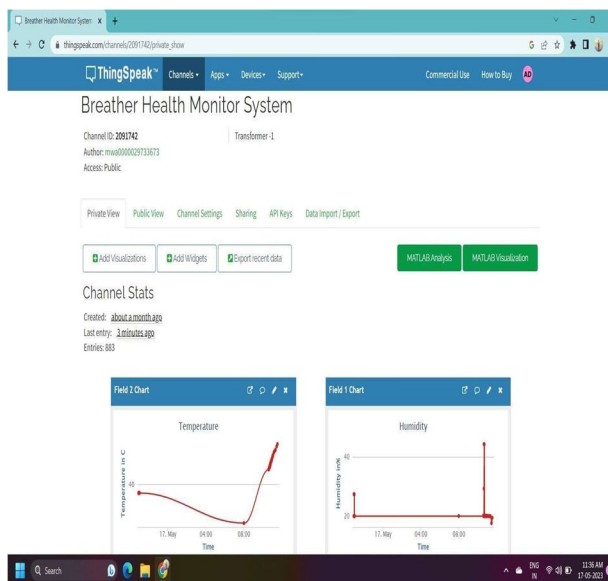 Breather Health Monitor System
thingspeak.com/channels/2091742/private_show
ThingSpeak™ Channels Apps Devices Support Commercial Use How to Buy AD
Breather Health Monitor System
Channel ID: 2091742 Transformer -1
Author: mwa0000029733673
Access: Public
Private View Public View Channel Settings Sharing API Keys Data Import / Export
Add Visualizations Add Widgets Export recent data MATLAB Analysis MATLAB Visualization
Channel Stats
Created: about a month ago
Last entry: 3 minutes ago
Entries: 883
Field 2 Chart
Temperature
Temperature in C
40
17. May 04:00 08:00
Time
Field 1 Chart
Humidity
Humidity in%
40
20
17. May 04:00 08:00
Time
Search
ENG
IN
11:36 AM
17-05-2023